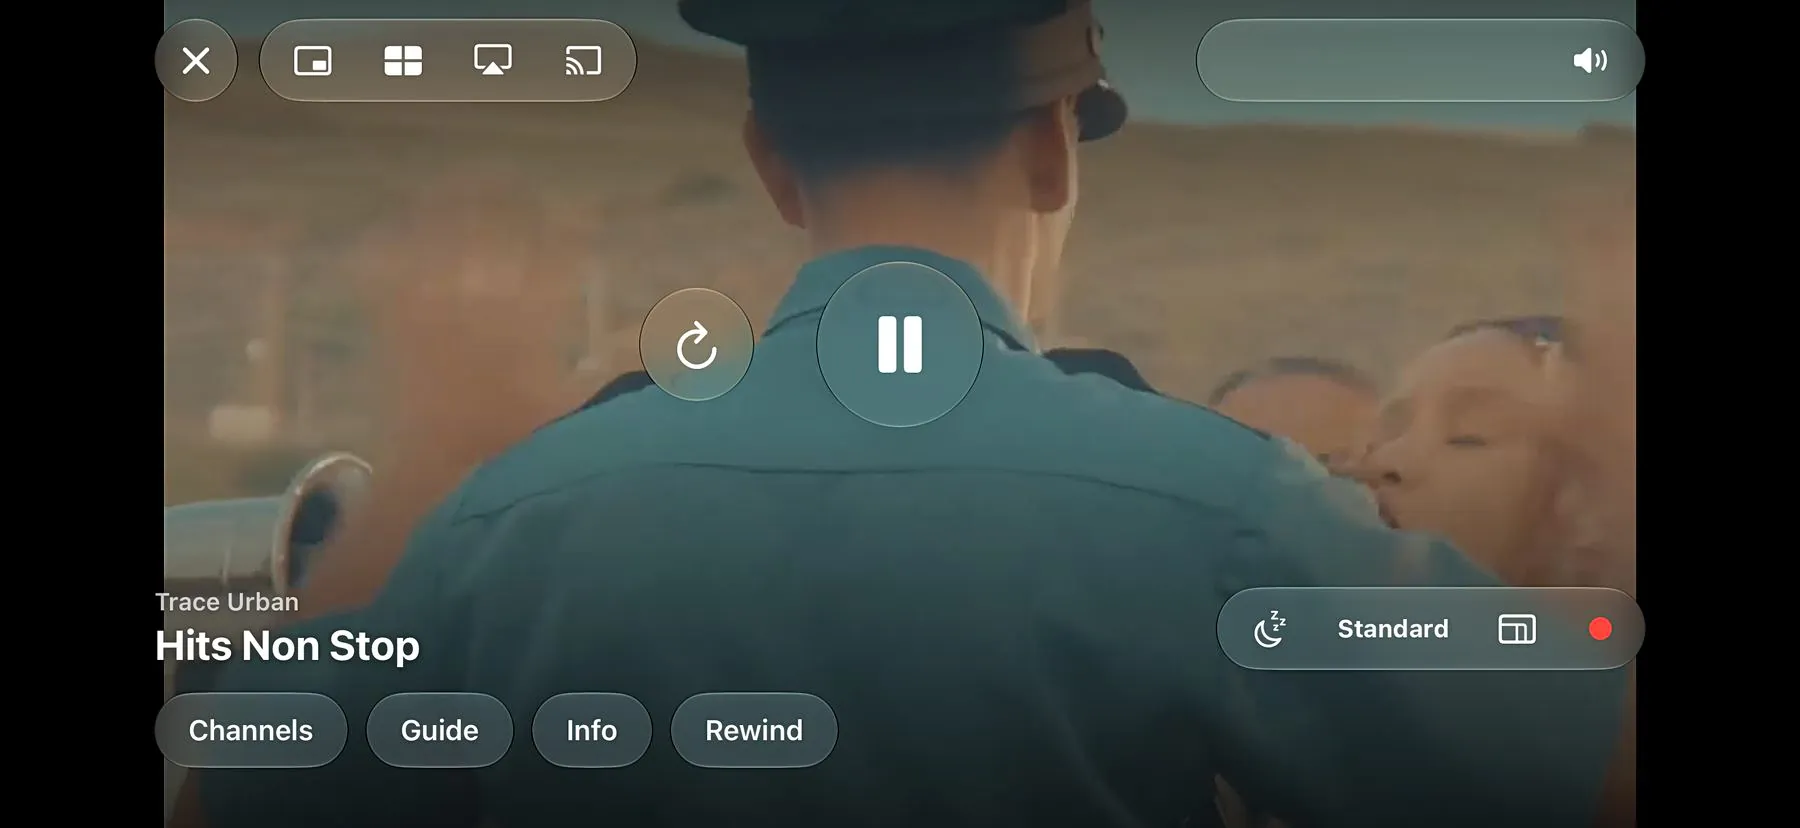 Trace Urban
Hits Non Stop
Standard
Channels
Guide
Info
Rewind